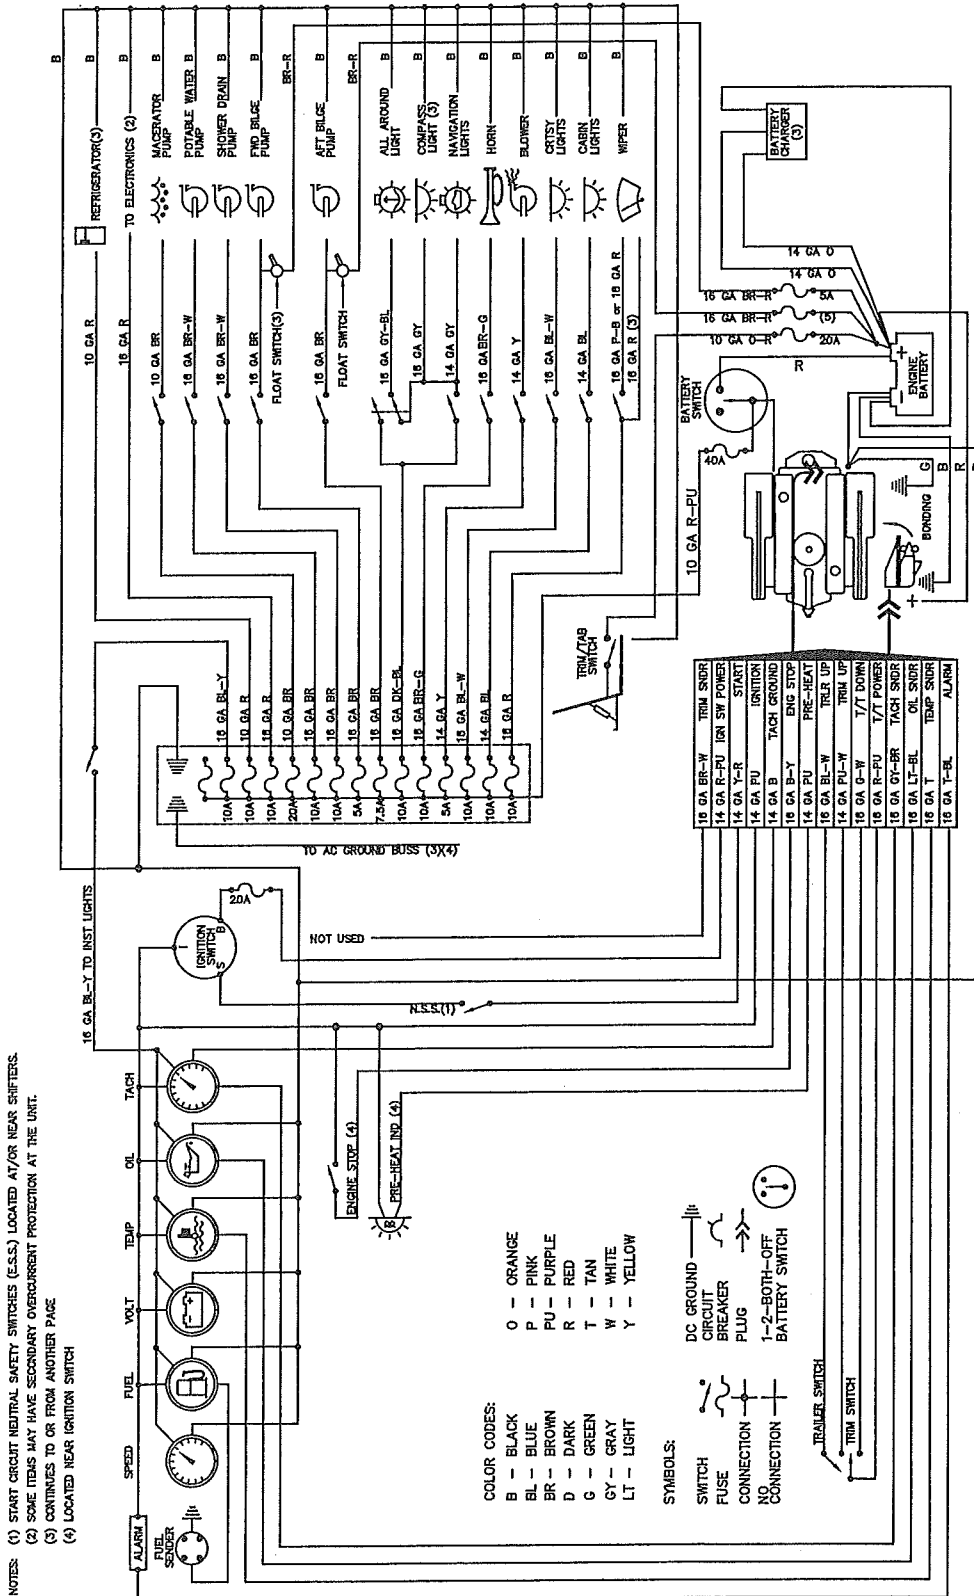 NOTES: (1) START CIRCUIT NEUTRAL SAFETY SWITCHES (E.S.S.) LOCATED AT/OR NEAR SHIFTERS.
(2) SOME ITEMS MAY HAVE SECONDARY OVERCURRENT PROTECTION AT THE UNIT.
(3) CONTINUES TO OR FROM ANOTHER PAGE
(4) LOCATED NEAR IGNITION SWITCH
ALARM
FUEL SENDER
SPEED
FUEL
VOLT
TEMP
OIL
TACH
16 GA BL-Y TO INST LIGHTS
IGNITION SWITCH
I
B
S
20A
NOT USED
N.S.S.(1)
ENGINE STOP (4)
PRE-HEAT IND (4)
TO AC GROUND BUSS (3)(4)
10A
10A
10A
20A
10A
10A
5A
7.5A
10A
10A
5A
10A
10A
10A
16 GA BL-Y
10 GA R
16 GA R
10 GA BR
16 GA BR
16 GA BR
16 GA BR
16 GA BR
16 GA DK-BL
16 GA BR-G
14 GA Y
16 GA BL-W
14 GA BL
16 GA R
10 GA R
16 GA R
10 GA BR
16 GA BR-W
16 GA BR-W
16 GA BR
FLOAT SWITCH(3)
16 GA BR
FLOAT SWITCH
16 GA GY-BL
16 GA GY
14 GA GY
16 GA BR-G
14 GA Y
16 GA BL-W
14 GA BL
16 GA P-B or 16 GA R
16 GA R (3)
REFRIGERATOR(3)
TO ELECTRONICS (2)
MACERATOR PUMP
POTABLE WATER PUMP
SHOWER DRAIN PUMP
FWD BILGE PUMP
AFT BILGE PUMP
ALL AROUND LIGHT
COMPASS LIGHT (3)
NAVIGATION LIGHTS
HORN
BLOWER
CRTSY LIGHTS
CABIN LIGHTS
WIPER
B
B
B
B
B
B
B
BR-R
B
BR-R
B
B
B
B
B
B
B
B
BATTERY CHARGER (3)
14 GA O
14 GA O
16 GA BR-R
5A
16 GA BR-R
(5)
10 GA O-R
20A
R
BATTERY SWITCH
40A
10 GA R-PU
ENGINE BATTERY
+
-
G
B
R
BONDING
+
TRIM/TAB SWITCH
16 GA BR-W TRIM SNDR
14 GA R-PU IGN SW POWER
14 GA Y-R START
14 GA PU IGNITION
14 GA B TACH GROUND
16 GA B-Y ENG STOP
14 GA PU PRE-HEAT
16 GA BL-W TRLR UP
14 GA PU-W TRIM UP
16 GA G-W T/T DOWN
16 GA R-PU T/T POWER
16 GA GY-BR TACH SNDR
16 GA LT-BL OIL SNDR
16 GA T TEMP SNDR
16 GA T-BL ALARM
TRAILER SWITCH
TRIM SWITCH
COLOR CODES:
B - BLACK
BL - BLUE
BR - BROWN
D - DARK
G - GREEN
GY - GRAY
LT - LIGHT
O - ORANGE
P - PINK
PU - PURPLE
R - RED
T - TAN
W - WHITE
Y - YELLOW
SYMBOLS:
SWITCH
FUSE
CONNECTION
NO CONNECTION
DC GROUND
CIRCUIT BREAKER
PLUG
1-2-BOTH-OFF BATTERY SWITCH